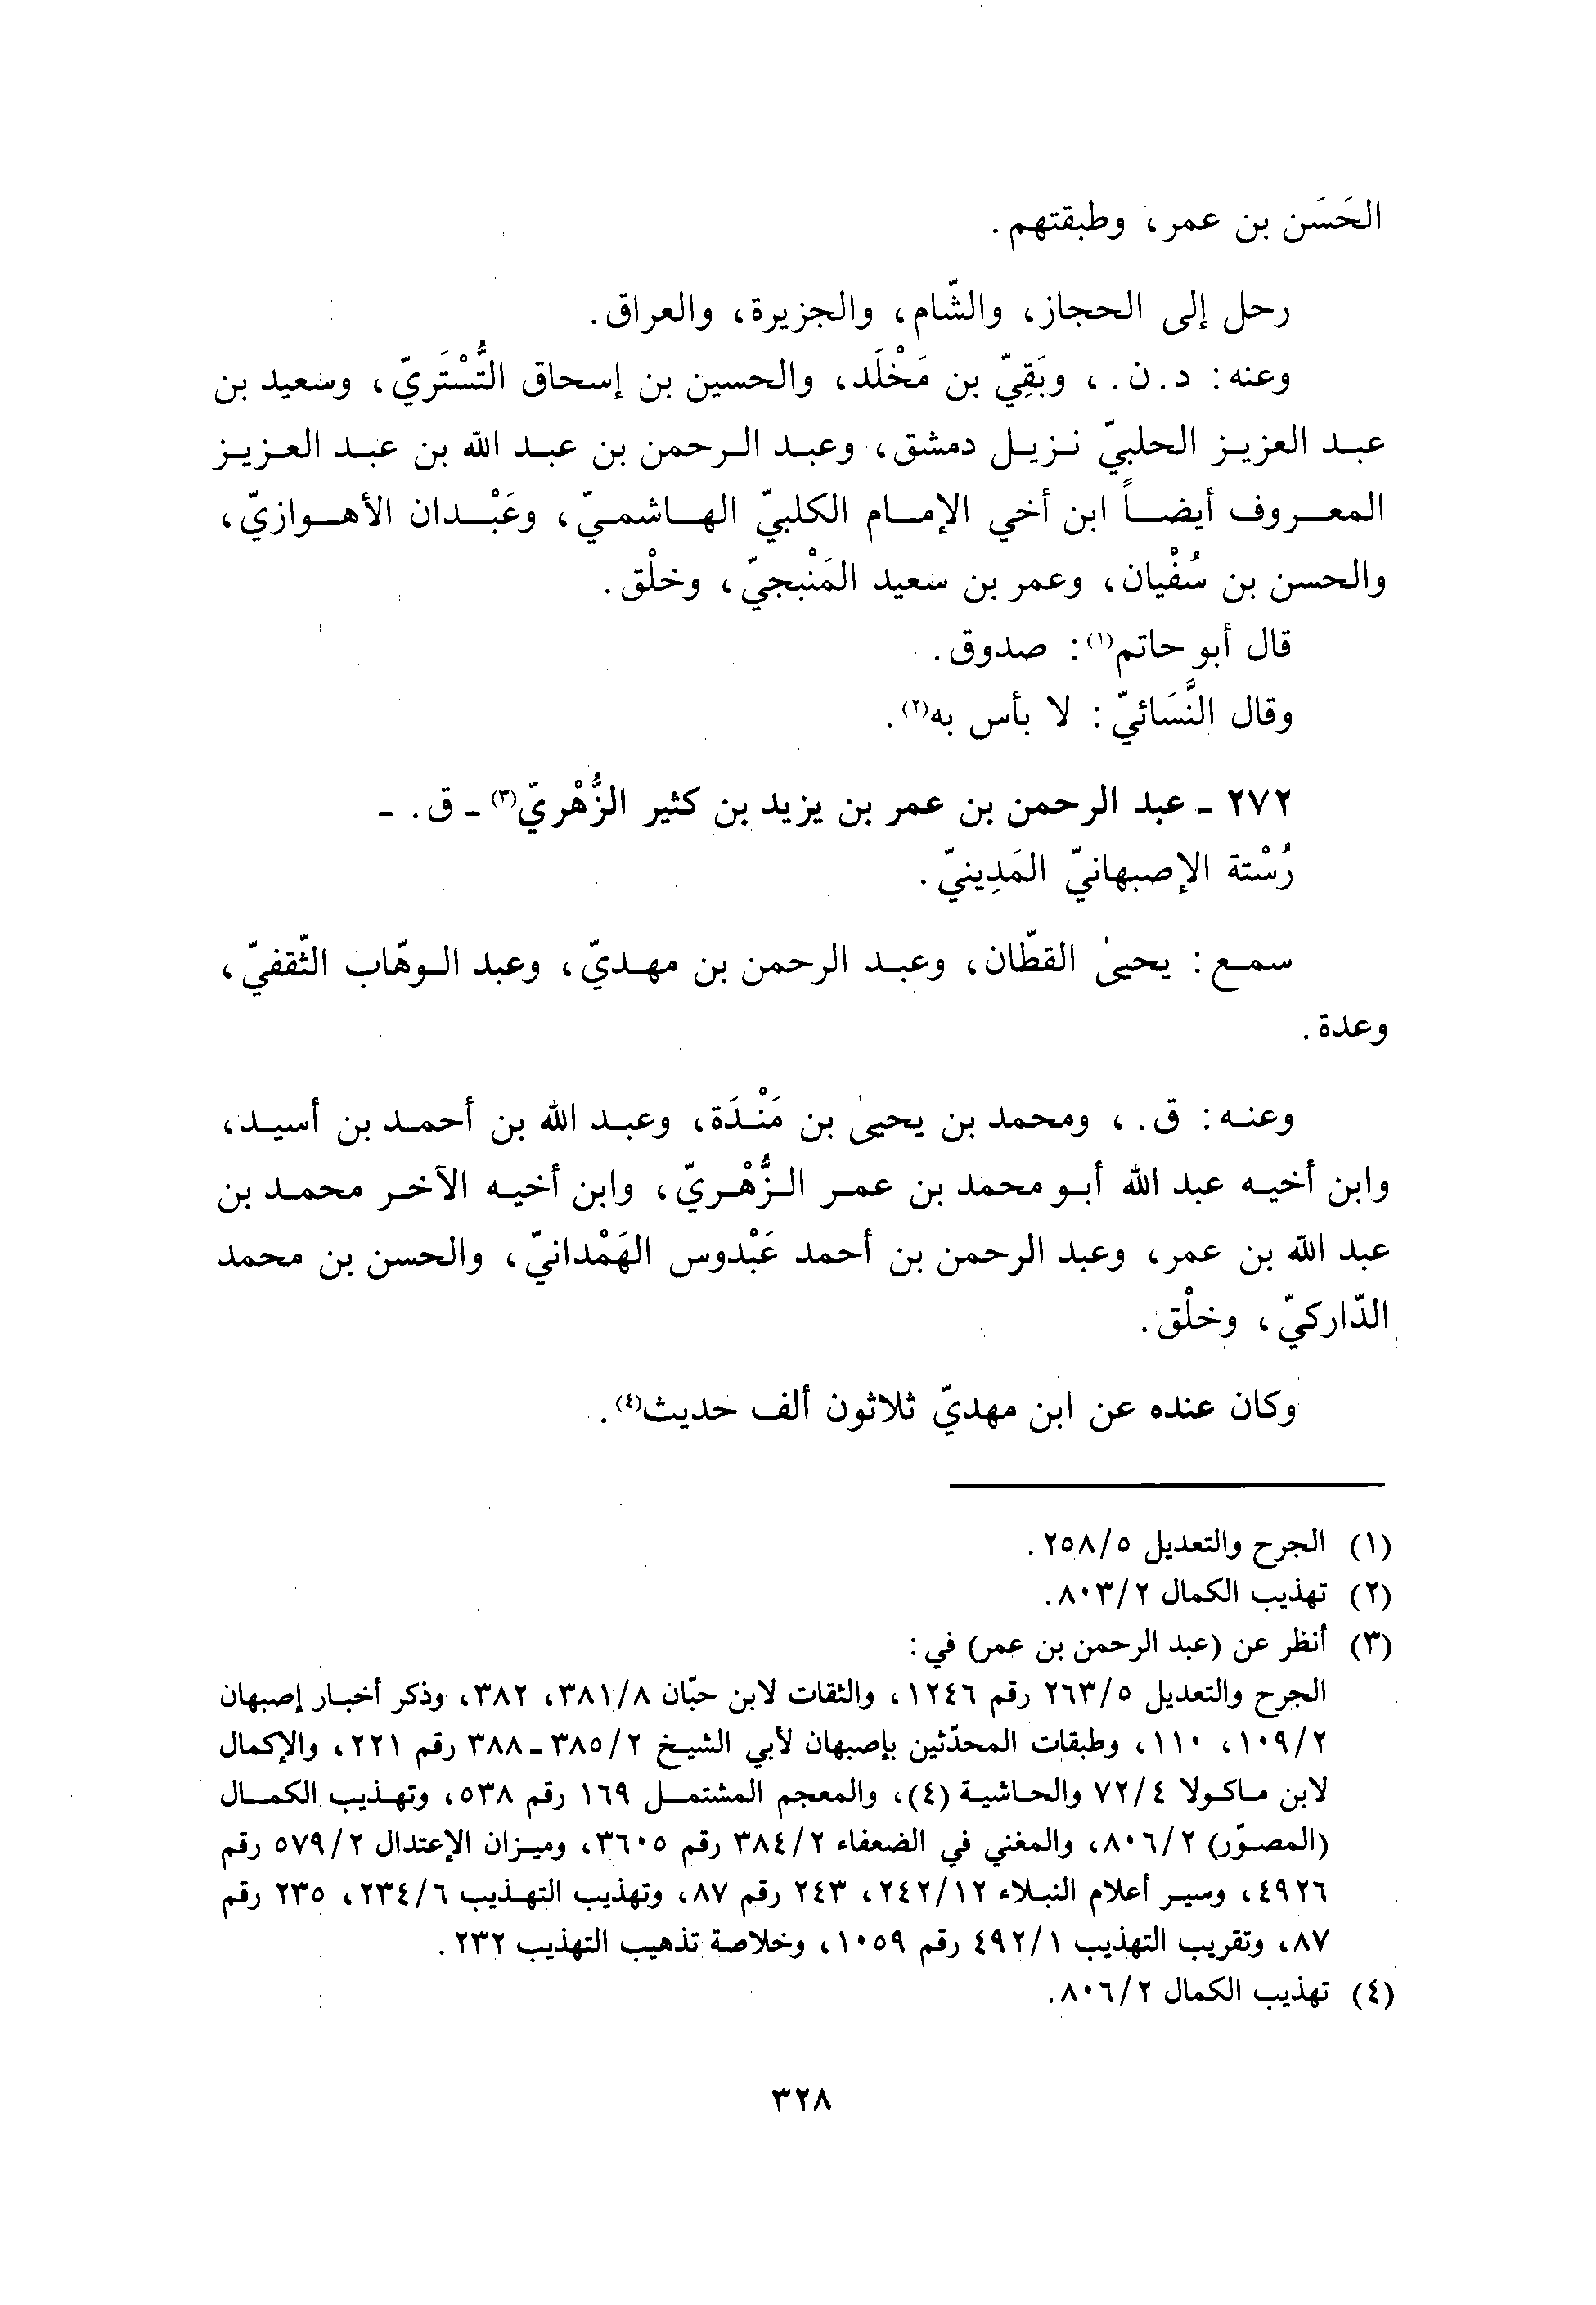 الحَسَن بن عمر، وطبقتهم.
رحل إلى الحجاز، والشّام، والجزيرة، والعراق.
وعنه: د.ن.، وبَقِيّ بن مَخْلَد، والحسين بن إسحاق التُّسْتَريّ، وسعيد بن
عبد العزيز الحلبيّ نزيل دمشق، وعبد الرحمن بن عبد الله بن عبد العزيز
المعروف أيضاً ابن أخي الإمام الكلبيّ الهاشميّ، وعَبْدان الأهوازيّ،
والحسن بن سُفْيان، وعمر بن سعيد المَنْبجيّ، وخلْق.
قال أبو حاتم(١): صدوق.
وقال النَّسَائيّ: لا بأس به(٢).
٢٧٢ - عبد الرحمن بن عمر بن يزيد بن كثير الزُّهْريّ(٣) - ق. -
رُسْتة الإصبهانيّ المَدِينيّ.
سمع: يحيىٰ القطّان، وعبد الرحمن بن مهديّ، وعبد الوهّاب الثّقفيّ،
وعدة.
وعنه: ق.، ومحمد بن يحيىٰ بن مَنْدَة، وعبد الله بن أحمد بن أسيد،
وابن أخيه عبد الله أبو محمد بن عمر الزُّهْريّ، وابن أخيه الآخر محمد بن
عبد الله بن عمر، وعبد الرحمن بن أحمد عَبْدوس الهَمْدانيّ، والحسن بن محمد
الدّاركيّ، وخلْق.
وكان عنده عن ابن مهديّ ثلاثون ألف حديث(٤).
(١) الجرح والتعديل ٢٥٨/٥.
(٢) تهذيب الكمال ٨٠٣/٢.
(٣) أنظر عن (عبد الرحمن بن عمر) في:
الجرح والتعديل ٢٦٣/٥ رقم ١٢٤٦، والثقات لابن حبّان ٣٨١/٨، ٣٨٢، وذكر أخبار إصبهان
١٠٩/٢، ١١٠، وطبقات المحدّثين بإصبهان لأبي الشيخ ٣٨٥/٢-٣٨٨ رقم ٢٢١، والإكمال
لابن ماكولا ٧٢/٤ والحاشية (٤)، والمعجم المشتمل ١٦٩ رقم ٥٣٨، وتهذيب الكمال
(المصوّر) ٨٠٦/٢، والمغني في الضعفاء ٣٨٤/٢ رقم ٣٦٠٥، وميزان الإعتدال ٥٧٩/٢ رقم
٤٩٢٦، وسير أعلام النبلاء ٢٤٢/١٢، ٢٤٣ رقم ٨٧، وتهذيب التهذيب ٢٣٤/٦، ٢٣٥ رقم
٨٧، وتقريب التهذيب ٤٩٢/١ رقم ١٠٥٩، وخلاصة تذهيب التهذيب ٢٣٢.
(٤) تهذيب الكمال ٨٠٦/٢.
٣٢٨